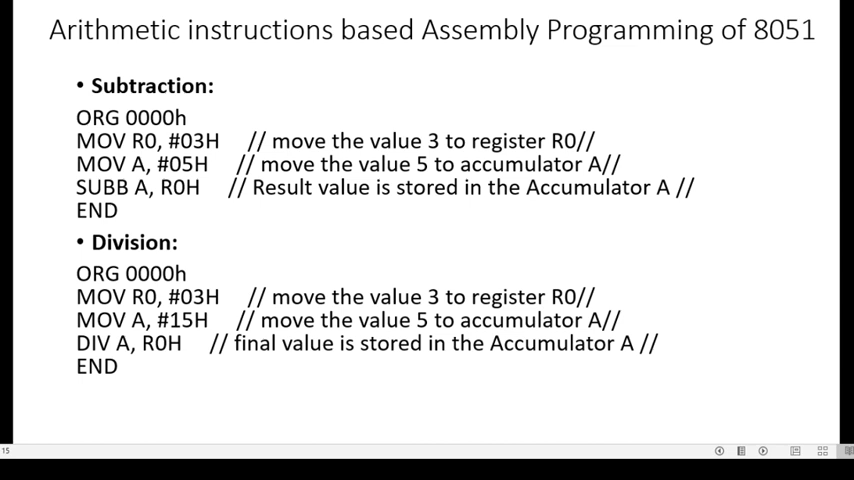 Arithmetic instructions based Assembly Programming of 8051
• Subtraction:
ORG 0000h
MOV R0, #03H // move the value 3 to register R0//
MOV A, #05H // move the value 5 to accumulator A//
SUBB A, R0H // Result value is stored in the Accumulator A //
END
• Division:
ORG 0000h
MOV R0, #03H // move the value 3 to register R0//
MOV A, #15H // move the value 5 to accumulator A//
DIV A, R0H // final value is stored in the Accumulator A //
END
15